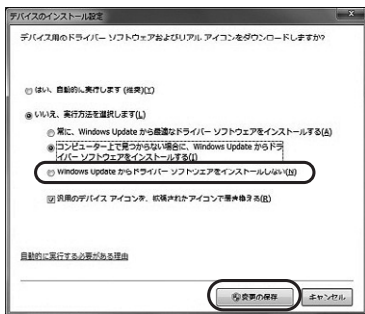 デバイスのインストール設定
デバイス用のドライバー ソフトウェアおよびリアル アイコンをダウンロードしますか?
はい、自動的に実行します (推奨)(Y)
いいえ、実行方法を選択します(L)
常に、Windows Update から最適なドライバー ソフトウェアをインストールする(A)
コンピューター上で見つからない場合に、Windows Update からドラ
イバー ソフトウェアをインストールする(I)
Windows Update からドライバー ソフトウェアをインストールしない(N)
汎用のデバイス アイコンを、拡張されたアイコンで置き換える(R)
自動的に実行する必要がある理由
変更の保存
キャンセル